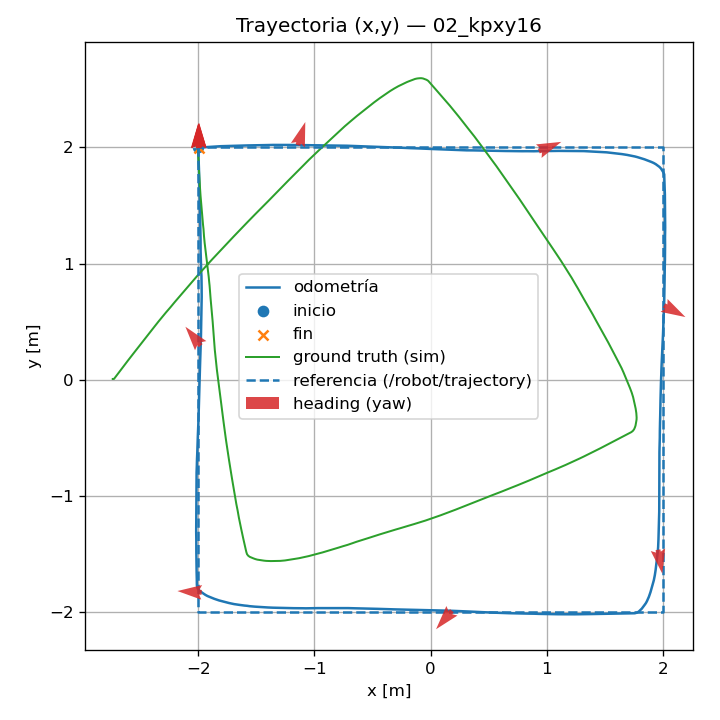 Trayectoria (x,y) — 02_kpxy16
y [m]
2
1
0
−1
−2
odometría
inicio
fin
ground truth (sim)
referencia (/robot/trajectory)
heading (yaw)
−2 −1 0 1 2
x [m]